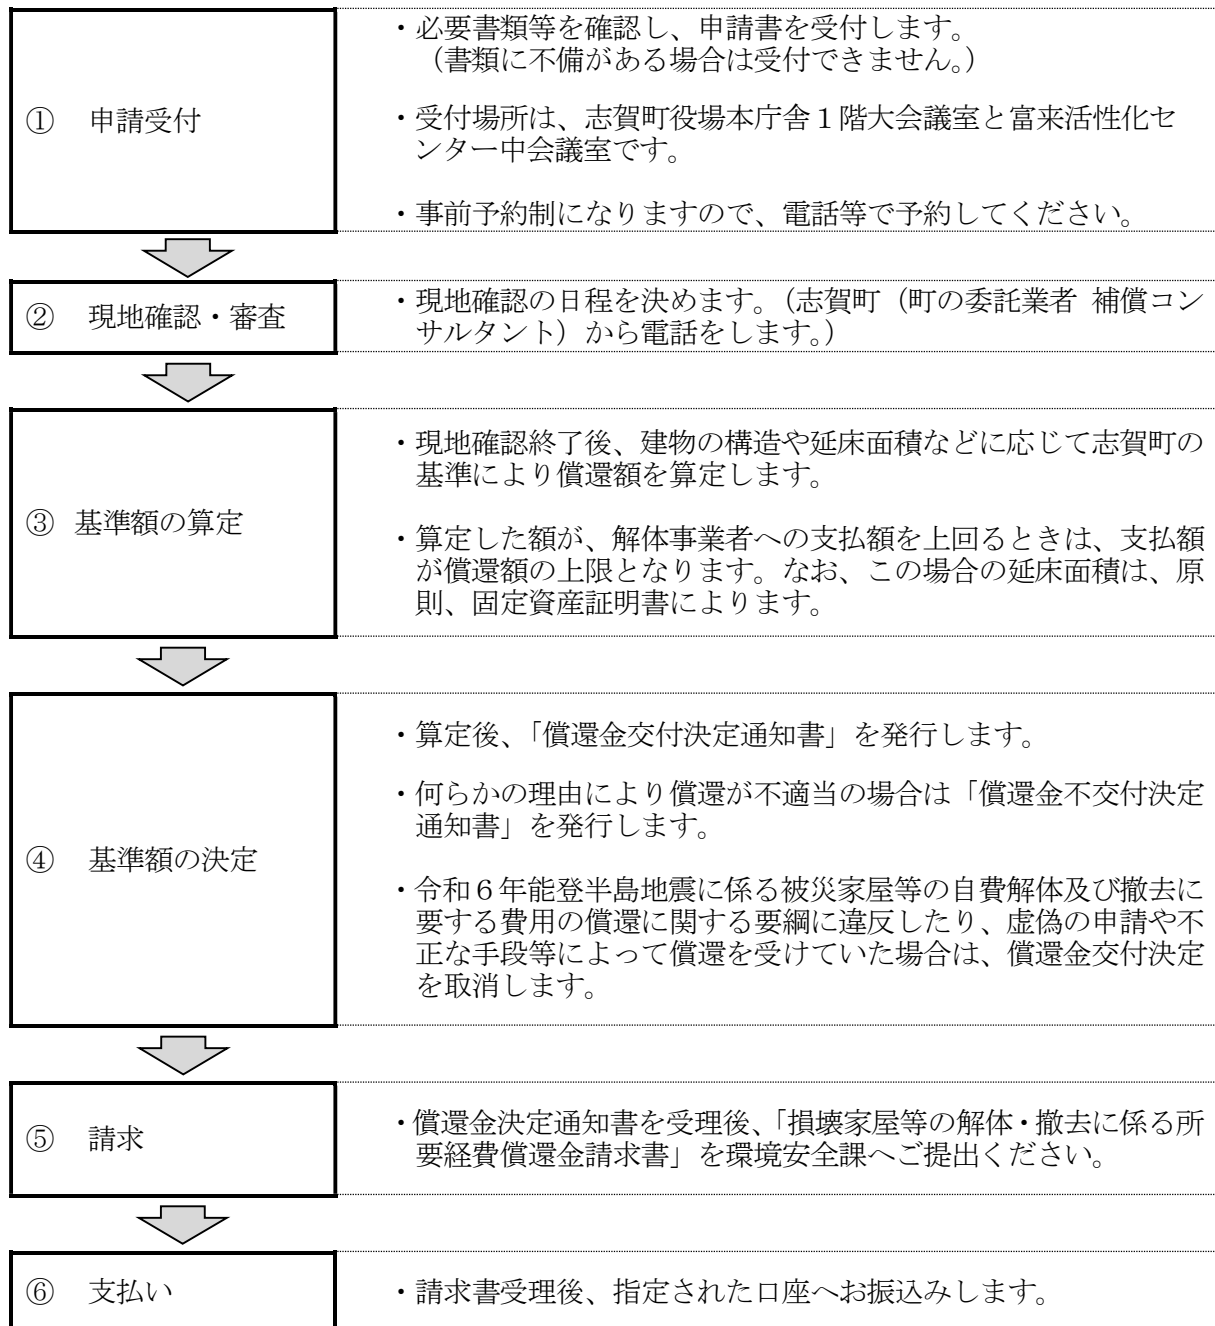 ① 申請受付
・必要書類等を確認し、申請書を受付します。
（書類に不備がある場合は受付できません。）
・受付場所は、志賀町役場本庁舎１階大会議室と富来活性化セ
ンター中会議室です。
・事前予約制になりますので、電話等で予約してください。
② 現地確認・審査
・現地確認の日程を決めます。（志賀町（町の委託業者 補償コン
サルタント）から電話をします。）
③ 基準額の算定
・現地確認終了後、建物の構造や延床面積などに応じて志賀町の
基準により償還額を算定します。
・算定した額が、解体事業者への支払額を上回るときは、支払額
が償還額の上限となります。なお、この場合の延床面積は、原
則、固定資産証明書によります。
④ 基準額の決定
・算定後、「償還金交付決定通知書」を発行します。
・何らかの理由により償還が不適当の場合は「償還金不交付決定
通知書」を発行します。
・令和６年能登半島地震に係る被災家屋等の自費解体及び撤去に
要する費用の償還に関する要綱に違反したり、虚偽の申請や不
正な手段等によって償還を受けていた場合は、償還金交付決定
を取消します。
⑤ 請求
・償還金決定通知書を受理後、「損壊家屋等の解体・撤去に係る所
要経費償還金請求書」を環境安全課へご提出ください。
⑥ 支払い
・請求書受理後、指定された口座へお振込みします。